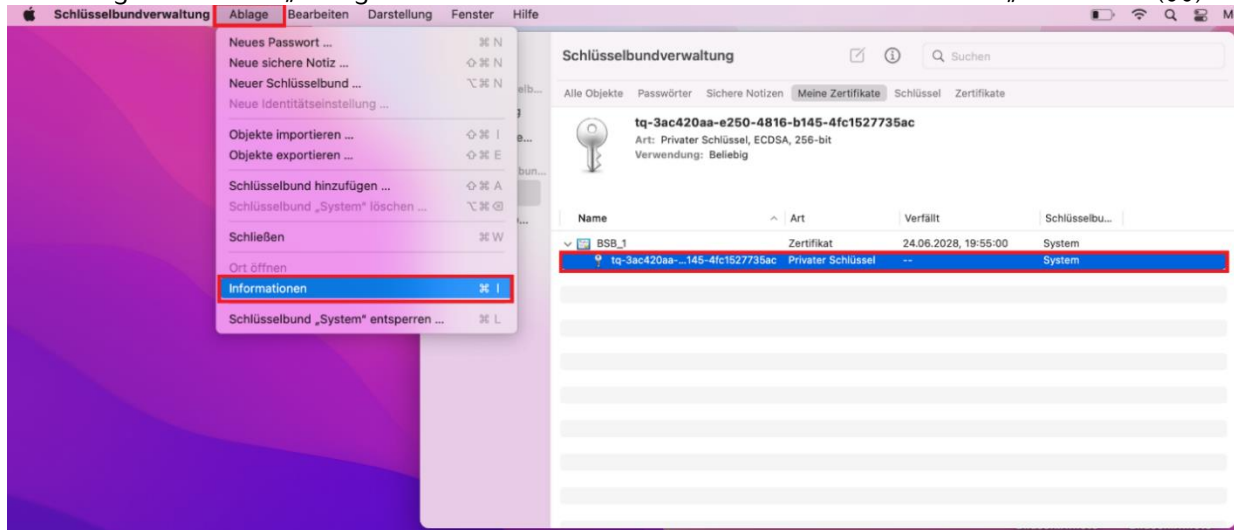 Schlüsselbundverwaltung Ablage Bearbeiten Darstellung Fenster Hilfe
Neues Passwort ... ⌘ N
Neue sichere Notiz ... ⇧ ⌘ N
Neuer Schlüsselbund ... ⌥ ⌘ N
Neue Identitätseinstellung ...
Objekte importieren ... ⇧ ⌘ I
Objekte exportieren ... ⇧ ⌘ E
Schlüsselbund hinzufügen ... ⇧ ⌘ A
Schlüsselbund „System“ löschen ... ⌥ ⌘ ⌫
Schließen ⌘ W
Ort öffnen
Informationen ⌘ I
Schlüsselbund „System“ entsperren ... ⌘ L
Schlüsselbundverwaltung Suchen
Alle Objekte Passwörter Sichere Notizen Meine Zertifikate Schlüssel Zertifikate
tq-3ac420aa-e250-4816-b145-4fc1527735ac
Art: Privater Schlüssel, ECDSA, 256-bit
Verwendung: Beliebig
Name Art Verfällt Schlüsselbu...
BSB_1 Zertifikat 24.06.2028, 19:55:00 System
tq-3ac420aa-...145-4fc1527735ac Privater Schlüssel -- System